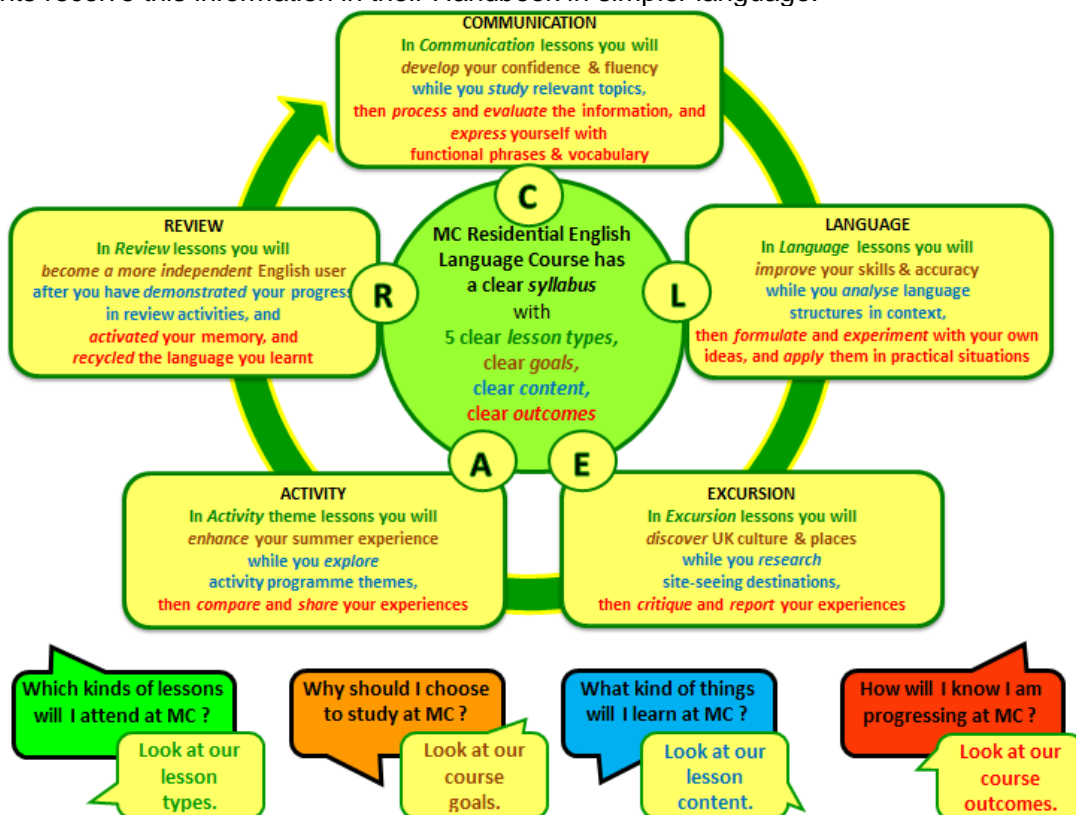 nts receive this information in their Handbook in simpler language.
COMMUNICATION
In Communication lessons you will
develop your confidence & fluency
while you study relevant topics,
then process and evaluate the information, and
express yourself with
functional phrases & vocabulary
C
LANGUAGE
In Language lessons you will
improve your skills & accuracy
while you analyse language
structures in context,
then formulate and experiment with your own
ideas, and apply them in practical situations
L
EXCURSION
In Excursion lessons you will
discover UK culture & places
while you research
site-seeing destinations,
then critique and report your experiences
E
ACTIVITY
In Activity theme lessons you will
enhance your summer experience
while you explore
activity programme themes,
then compare and share your experiences
A
REVIEW
In Review lessons you will
become a more independent English user
after you have demonstrated your progress
in review activities, and
activated your memory, and
recycled the language you learnt
R
MC Residential English
Language Course has
a clear syllabus
with
5 clear lesson types,
clear goals,
clear content,
clear outcomes
Which kinds of lessons
will I attend at MC ?
Look at our
lesson
types.
Why should I choose
to study at MC ?
Look at our
course
goals.
What kind of things
will I learn at MC ?
Look at our
lesson
content.
How will I know I am
progressing at MC ?
Look at our
course
outcomes.